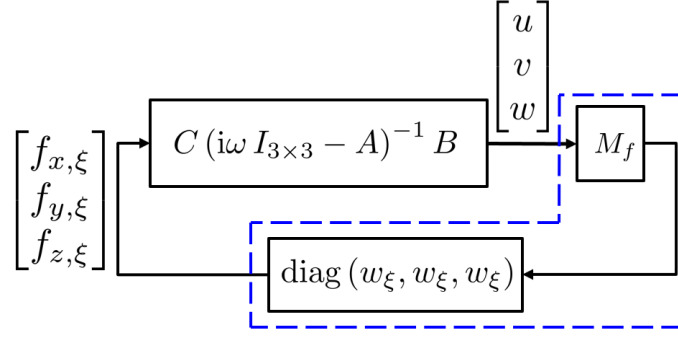 [u
v
w]
C (iω I_{3×3} − A)^{−1} B
M_f
[f_{x,ξ}
f_{y,ξ}
f_{z,ξ}]
diag (w_ξ, w_ξ, w_ξ)